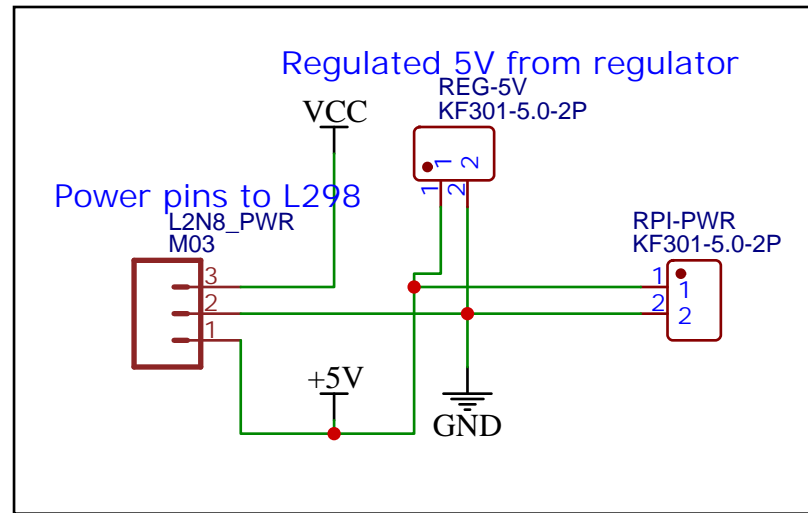 Regulated 5V from regulator
REG-5V
KF301-5.0-2P
VCC
1 2
1 2
Power pins to L298
L2N8_PWR
M03
3
2
1
RPI-PWR
KF301-5.0-2P
1 1
2 2
+5V
GND